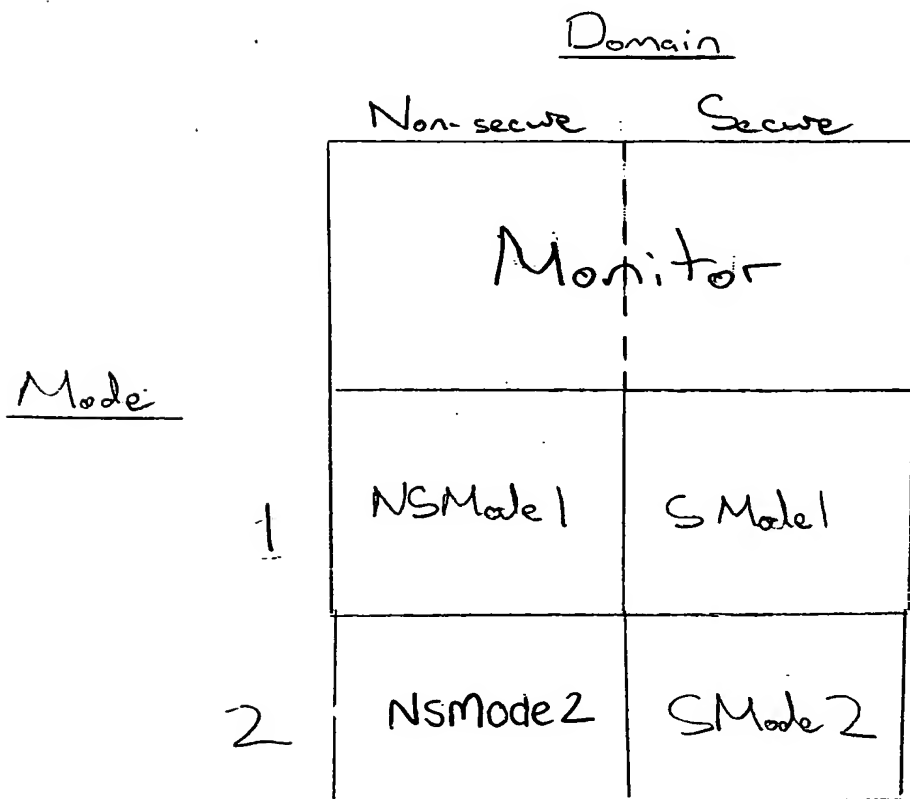 Domain
Non-secure Secure
Monitor
Mode
1 NSMode1 SMode1
2 NSMode2 SMode2